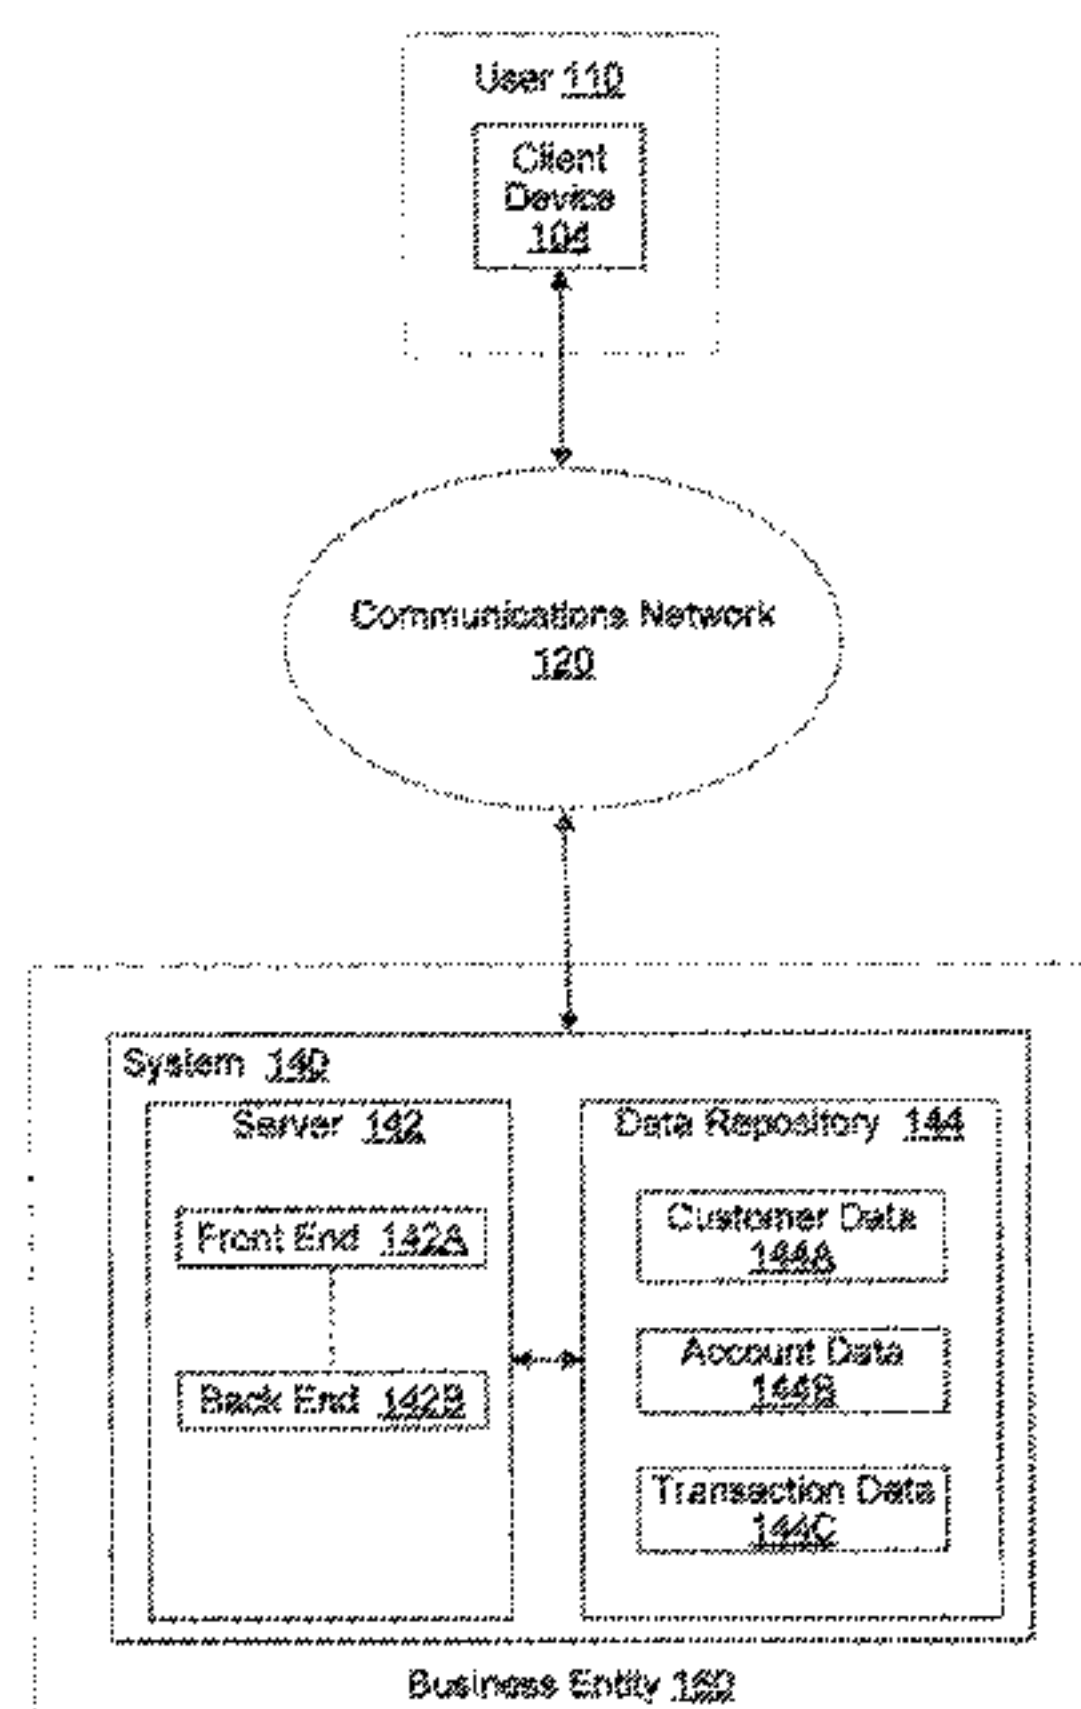 User 110
Client
Device
104
Communications Network
120
System 140
Server 142
Data Repository 144
Front End 142A
Customer Data
144A
Account Data
144B
Back End 142B
Transaction Data
144C
Business Entity